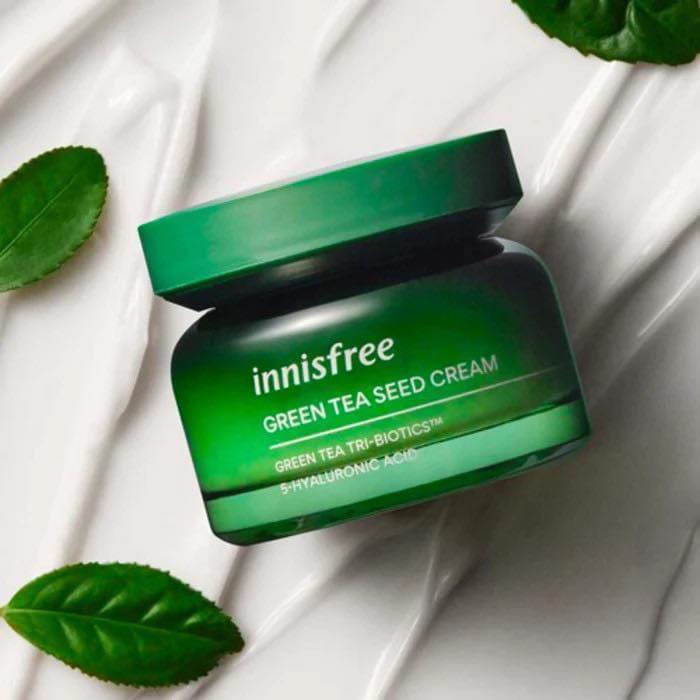 innisfree
GREEN TEA SEED CREAM
GREEN TEA TRI-BIOTICS™
5-HYALURONIC ACID